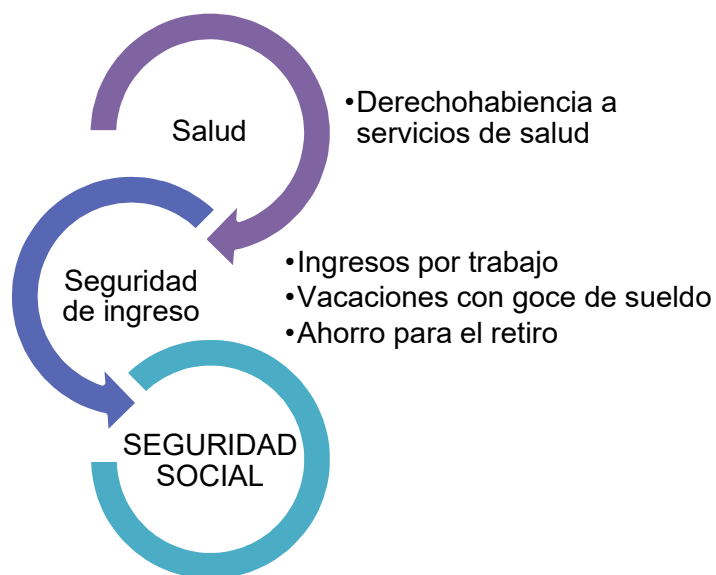 Salud
•Derechohabiencia a
servicios de salud
Seguridad
de ingreso
•Ingresos por trabajo
•Vacaciones con goce de sueldo
•Ahorro para el retiro
SEGURIDAD
SOCIAL